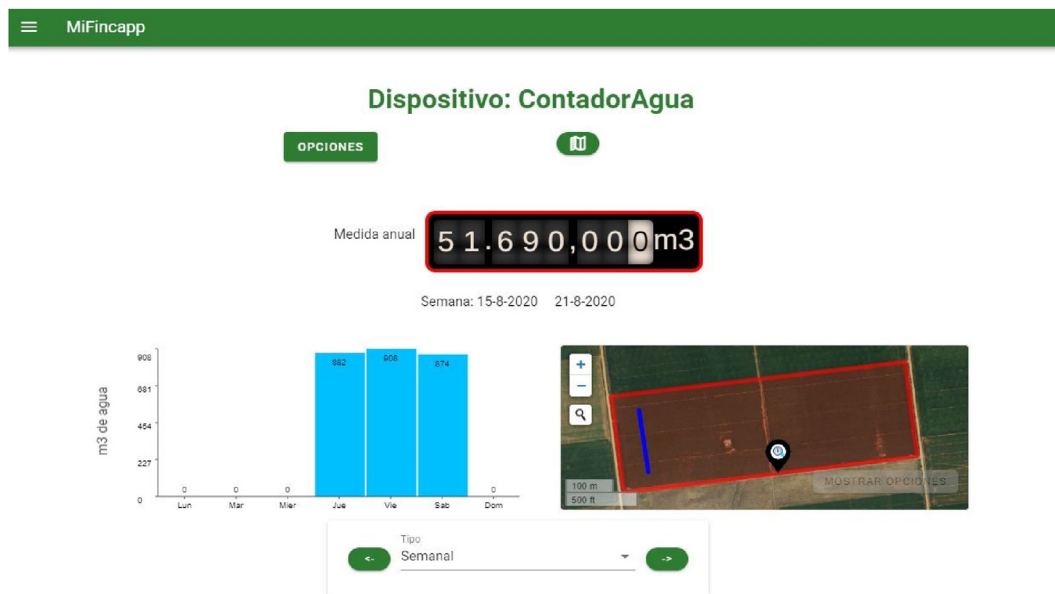 MiFincapp
Dispositivo: ContadorAgua
OPCIONES
Medida anual 51.690,000m3
Semana: 15-8-2020 21-8-2020
m3 de agua
908
681
454
227
0
0 0 0 882 908 874 0
Lun Mar Mier Jue Vie Sab Dom
+
−
100 m
500 ft
MOSTRAR OPCIONES
Tipo
<- Semanal ->